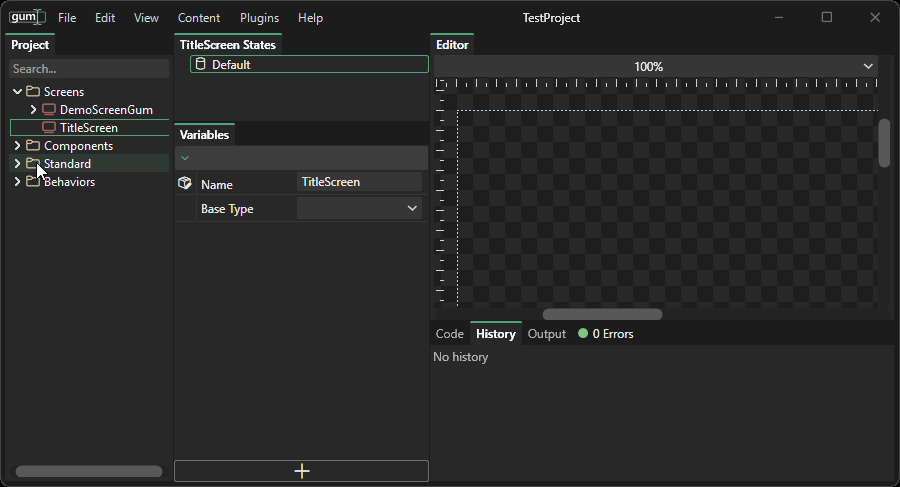 gum File Edit View Content Plugins Help TestProject
Project
Search...
Screens
DemoScreenGum
TitleScreen
Components
Standard
Behaviors
TitleScreen States
Default
Variables
Name TitleScreen
Base Type
Editor
100%
Code History Output 0 Errors
No history